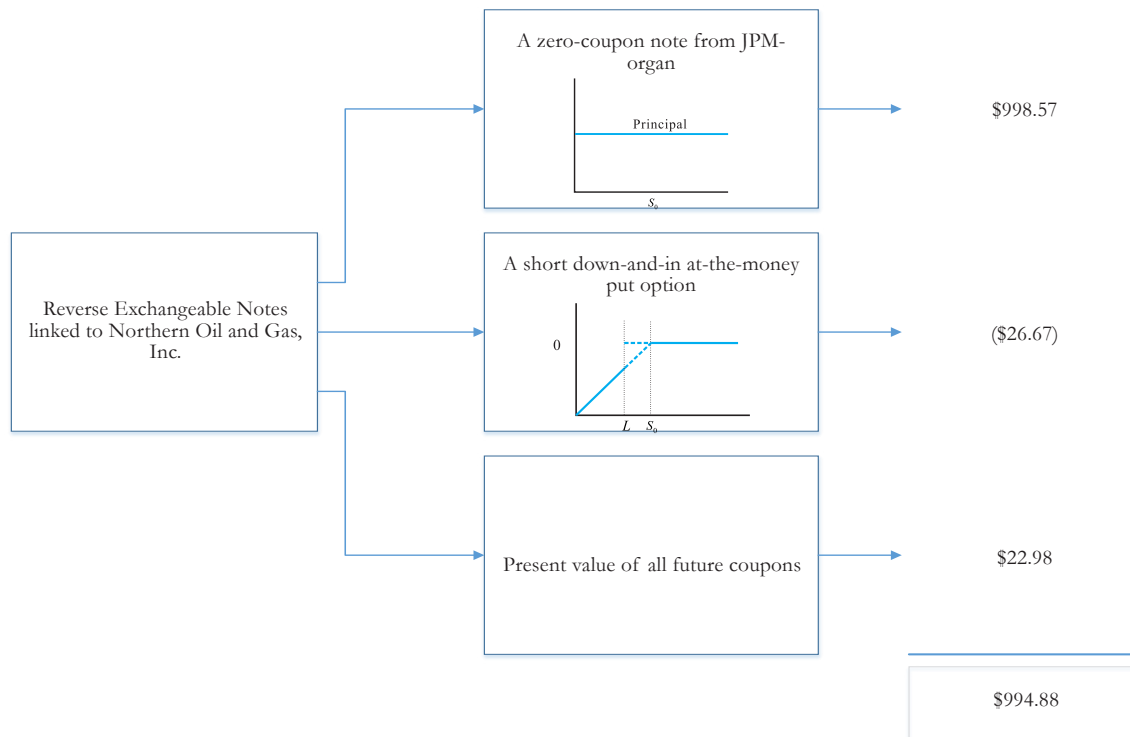 A zero-coupon note from JPM-
organ
Principal
S₀
$998.57
Reverse Exchangeable Notes
linked to Northern Oil and Gas,
Inc.
A short down-and-in at-the-money
put option
0
L S₀
($26.67)
Present value of all future coupons
$22.98
$994.88